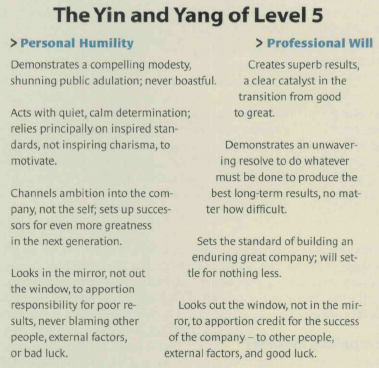 The Yin and Yang of Level 5
> Personal Humility
Demonstrates a compelling modesty,
shunning public adulation; never boastful.
Acts with quiet, calm determination;
relies principally on inspired stan-
dards, not inspiring charisma, to
motivate.
Channels ambition into the com-
pany, not the self; sets up succes-
sors for even more greatness
in the next generation.
Looks in the mirror, not out
the window, to apportion
responsibility for poor re-
sults, never blaming other
people, external factors,
or bad luck.
> Professional Will
Creates superb results,
a clear catalyst in the
transition from good
to great.
Demonstrates an unwaver-
ing resolve to do whatever
must be done to produce the
best long-term results, no mat-
ter how difficult.
Sets the standard of building an
enduring great company; will set-
tle for nothing less.
Looks out the window, not in the mir-
ror, to apportion credit for the success
of the company – to other people,
external factors, and good luck.